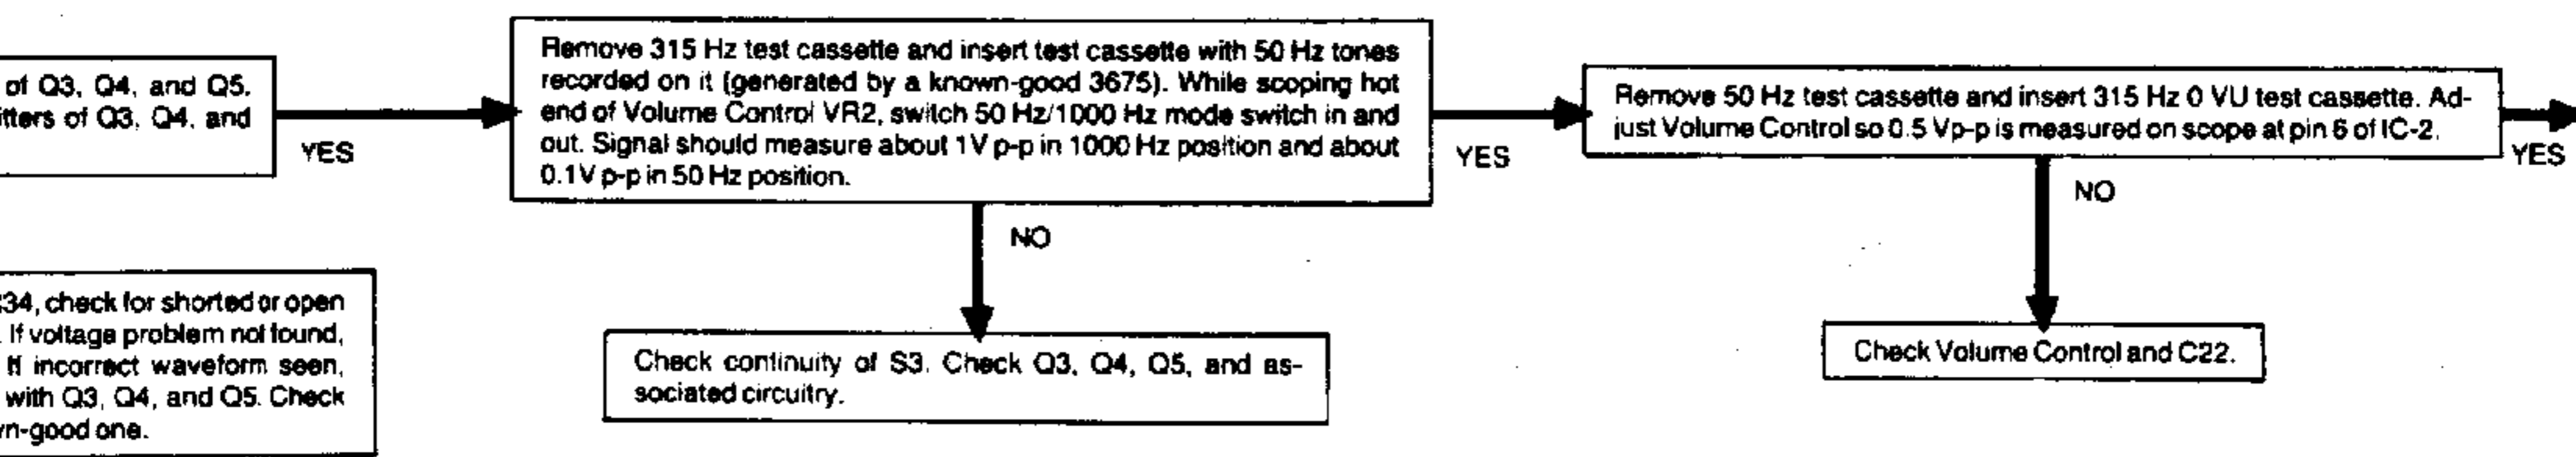 of Q3, Q4, and Q5.
itters of Q3, Q4, and
YES
Remove 315 Hz test cassette and insert test cassette with 50 Hz tones
recorded on it (generated by a known-good 3675). While scoping hot
end of Volume Control VR2, switch 50 Hz/1000 Hz mode switch in and
out. Signal should measure about 1V p-p in 1000 Hz position and about
0.1V p-p in 50 Hz position.
YES
Remove 50 Hz test cassette and insert 315 Hz 0 VU test cassette. Ad-
just Volume Control so 0.5 Vp-p is measured on scope at pin 6 of IC-2.
YES
NO
NO
34, check for shorted or open
. If voltage problem not found,
If incorrect waveform seen,
with Q3, Q4, and Q5. Check
wn-good one.
Check continuity of S3. Check Q3, Q4, Q5, and as-
sociated circuitry.
Check Volume Control and C22.